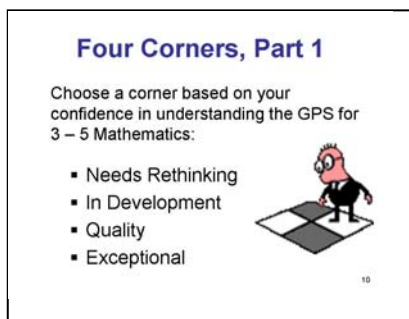 Four Corners, Part 1
Choose a corner based on your
confidence in understanding the GPS for
3 – 5 Mathematics:
▪ Needs Rethinking
▪ In Development
▪ Quality
▪ Exceptional
10